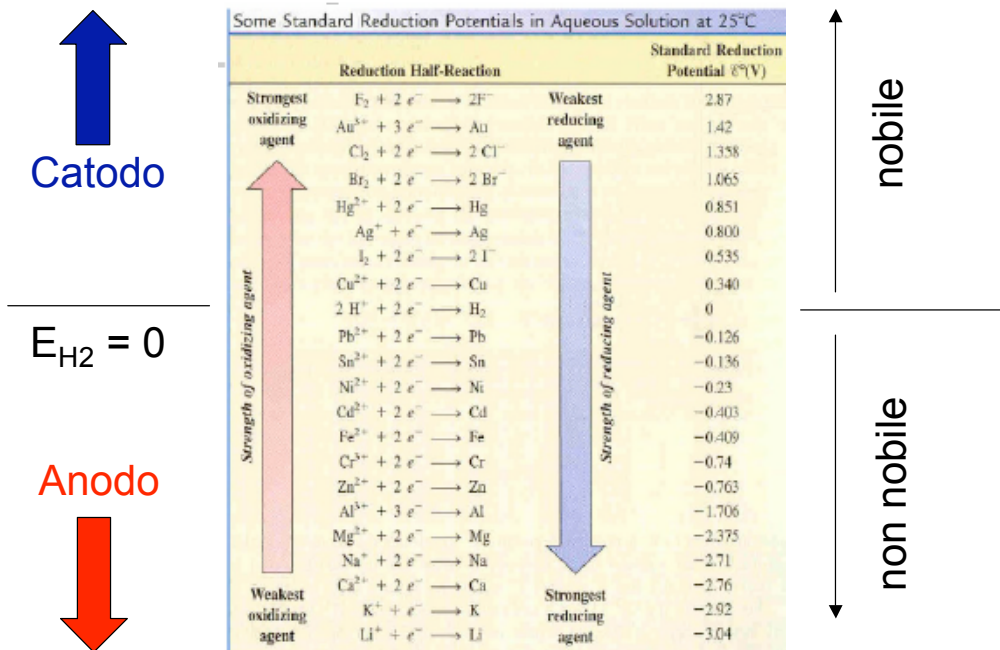 Some Standard Reduction Potentials in Aqueous Solution at 25°C
Reduction Half-Reaction
Standard Reduction
Potential ℰ°(V)
Strongest
oxidizing
agent
Weakest
reducing
agent
F₂ + 2 e⁻ ⟶ 2F⁻ 2.87
Au³⁺ + 3 e⁻ ⟶ Au 1.42
Cl₂ + 2 e⁻ ⟶ 2 Cl⁻ 1.358
Br₂ + 2 e⁻ ⟶ 2 Br⁻ 1.065
Hg²⁺ + 2 e⁻ ⟶ Hg 0.851
Ag⁺ + e⁻ ⟶ Ag 0.800
I₂ + 2 e⁻ ⟶ 2 I⁻ 0.535
Cu²⁺ + 2 e⁻ ⟶ Cu 0.340
2 H⁺ + 2 e⁻ ⟶ H₂ 0
Pb²⁺ + 2 e⁻ ⟶ Pb −0.126
Sn²⁺ + 2 e⁻ ⟶ Sn −0.136
Ni²⁺ + 2 e⁻ ⟶ Ni −0.23
Cd²⁺ + 2 e⁻ ⟶ Cd −0.403
Fe²⁺ + 2 e⁻ ⟶ Fe −0.409
Cr³⁺ + 2 e⁻ ⟶ Cr −0.74
Zn²⁺ + 2 e⁻ ⟶ Zn −0.763
Al³⁺ + 3 e⁻ ⟶ Al −1.706
Mg²⁺ + 2 e⁻ ⟶ Mg −2.375
Na⁺ + e⁻ ⟶ Na −2.71
Ca²⁺ + 2 e⁻ ⟶ Ca −2.76
K⁺ + e⁻ ⟶ K −2.92
Li⁺ + e⁻ ⟶ Li −3.04
Strength of oxidizing agent
Strength of reducing agent
Weakest
oxidizing
agent
Strongest
reducing
agent
Catodo
E_H2 = 0
Anodo
nobile
non nobile